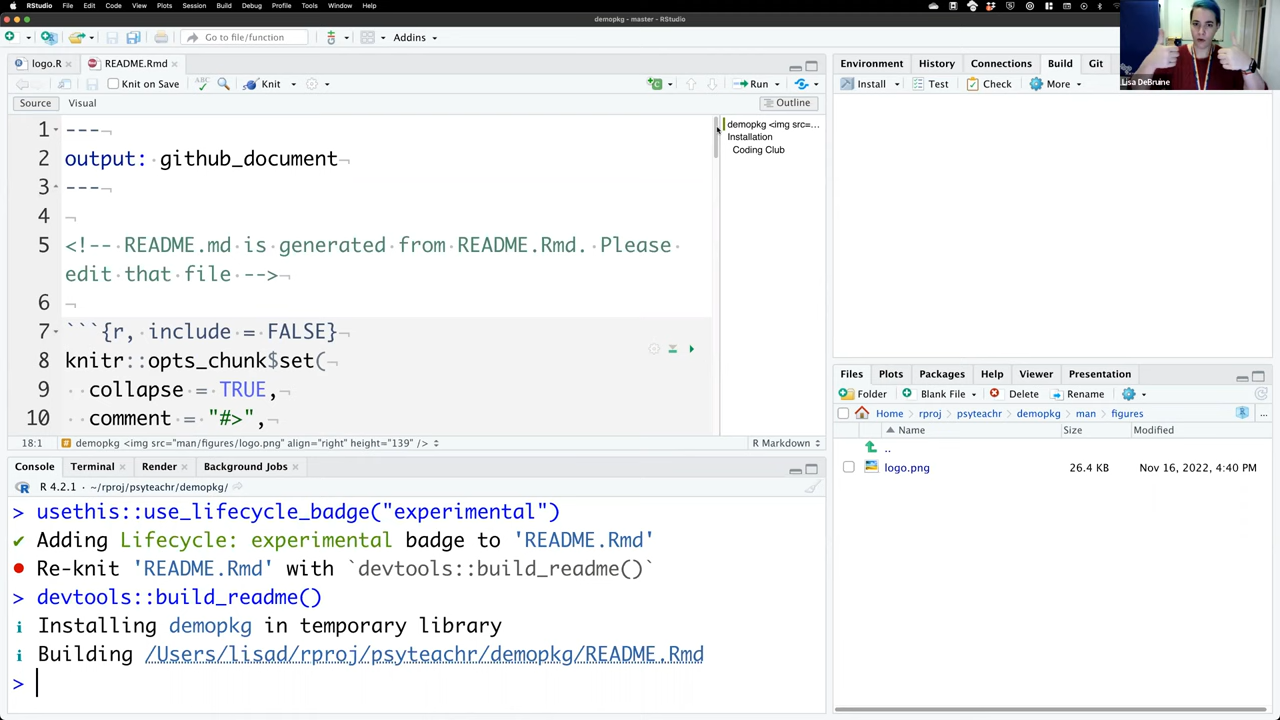 RStudio File Edit Code View Plots Session Build Debug Profile Tools Window Help
demopkg - master - RStudio
Go to file/function
Addins
logo.R
README.Rmd
Knit on Save
ABC
Knit
Run
Source
Visual
Outline
1 ---
2 output: github_document
3 ---
4
5 <!-- README.md is generated from README.Rmd. Please
edit that file -->
6
7 ```{r, include = FALSE}
8 knitr::opts_chunk$set(
9 collapse = TRUE,
10 comment = "#>",
demopkg <img src=...
Installation
Coding Club
18:1
demopkg <img src="man/figures/logo.png" align="right" height="139" />
R Markdown
Console
Terminal
Render
Background Jobs
R 4.2.1 · ~/rproj/psyteachr/demopkg/
> usethis::use_lifecycle_badge("experimental")
✔ Adding Lifecycle: experimental badge to 'README.Rmd'
● Re-knit 'README.Rmd' with `devtools::build_readme()`
> devtools::build_readme()
i Installing demopkg in temporary library
i Building /Users/lisad/rproj/psyteachr/demopkg/README.Rmd
>
Environment
History
Connections
Build
Git
Install
Test
Check
More
Lisa DeBruine
Files
Plots
Packages
Help
Viewer
Presentation
Folder
Blank File
Delete
Rename
Home
rproj
psyteachr
demopkg
man
figures
...
Name
Size
Modified
..
logo.png
26.4 KB
Nov 16, 2022, 4:40 PM